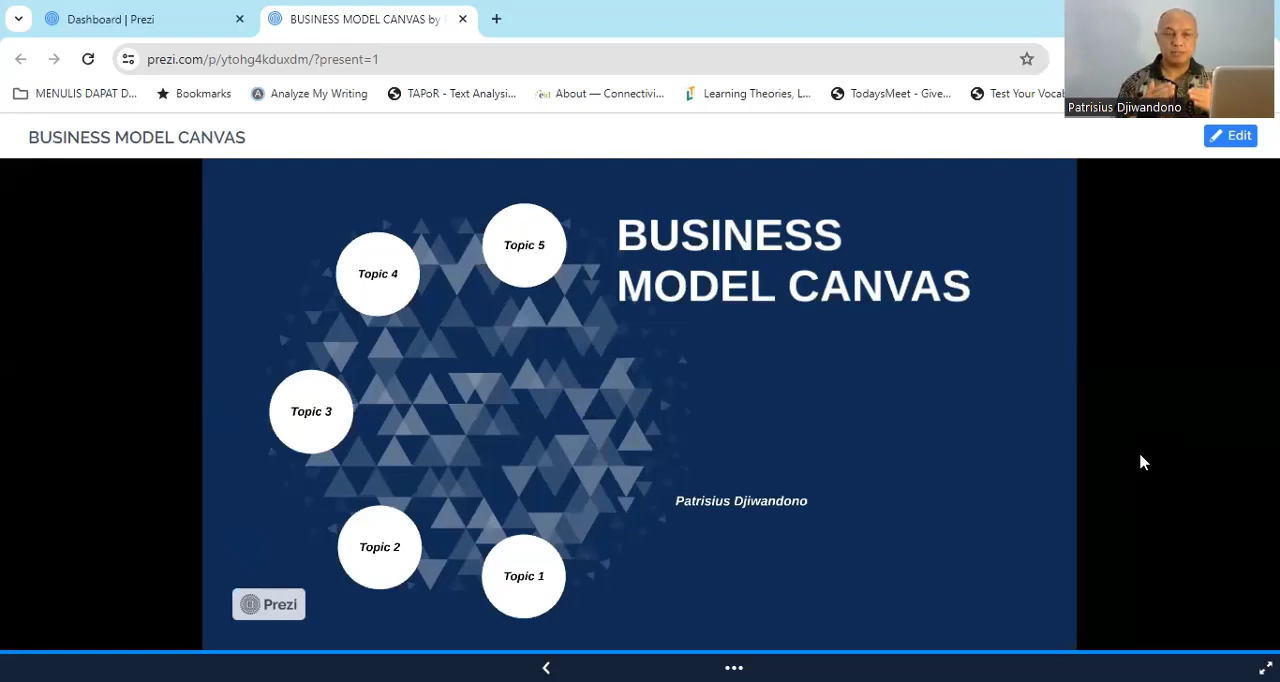 Dashboard | Prezi
BUSINESS MODEL CANVAS by
prezi.com/p/ytohg4kduxdm/?present=1
MENULIS DAPAT D...
Bookmarks
Analyze My Writing
TAPoR - Text Analysi...
About — Connectivi...
Learning Theories, L...
TodaysMeet - Give...
Test Your Vocab
Patrisius Djiwandono
BUSINESS MODEL CANVAS
Edit
BUSINESS
MODEL CANVAS
Topic 5
Topic 4
Topic 3
Topic 2
Topic 1
Patrisius Djiwandono
Prezi